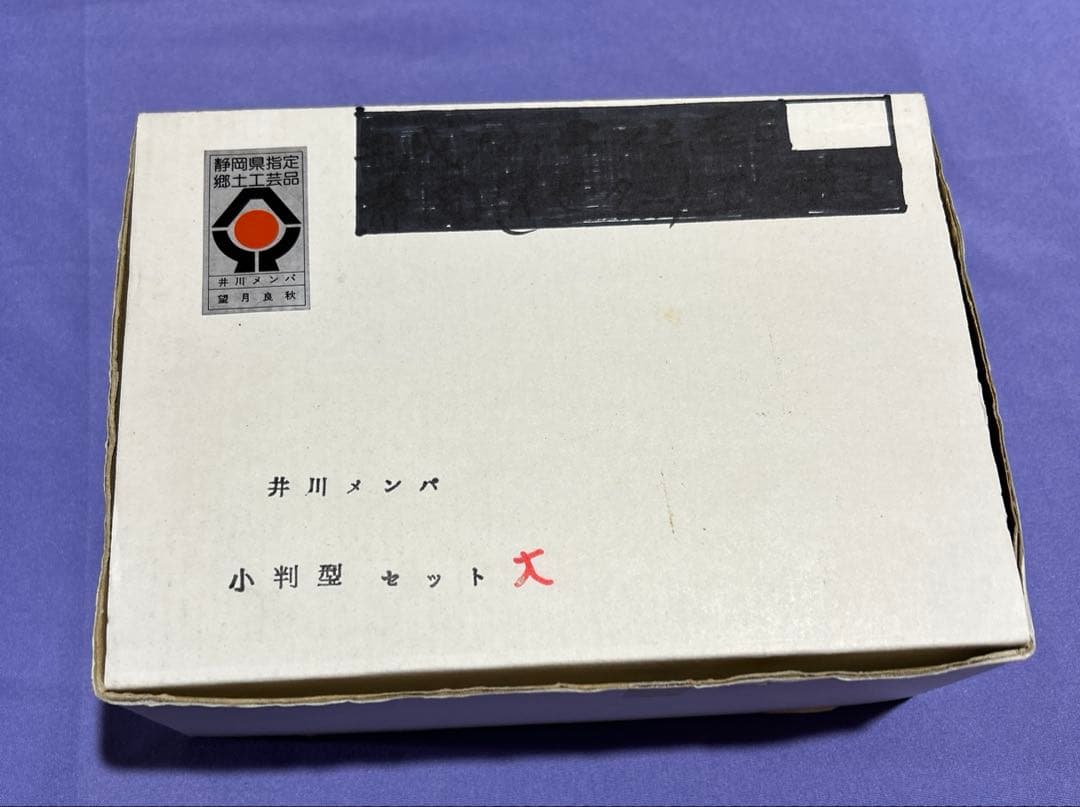 静岡県指定
郷土工芸品
井川メンパ
望月良秋
井川メンパ
小判型 セット 大